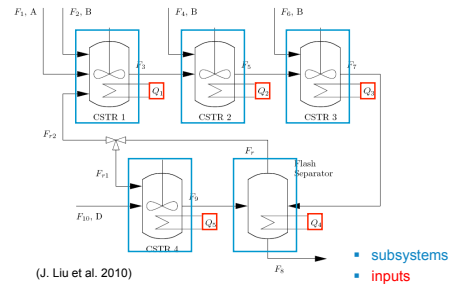 F1, A
F2, B
F4, B
F6, B
F3
F5
F7
Q1
Q2
Q3
CSTR 1
CSTR 2
CSTR 3
Fr2
Fr
Fr1
Flash
Separator
F9
F10, D
Q5
Q4
CSTR 4
F8
(J. Liu et al. 2010)
▪ subsystems
▪ inputs